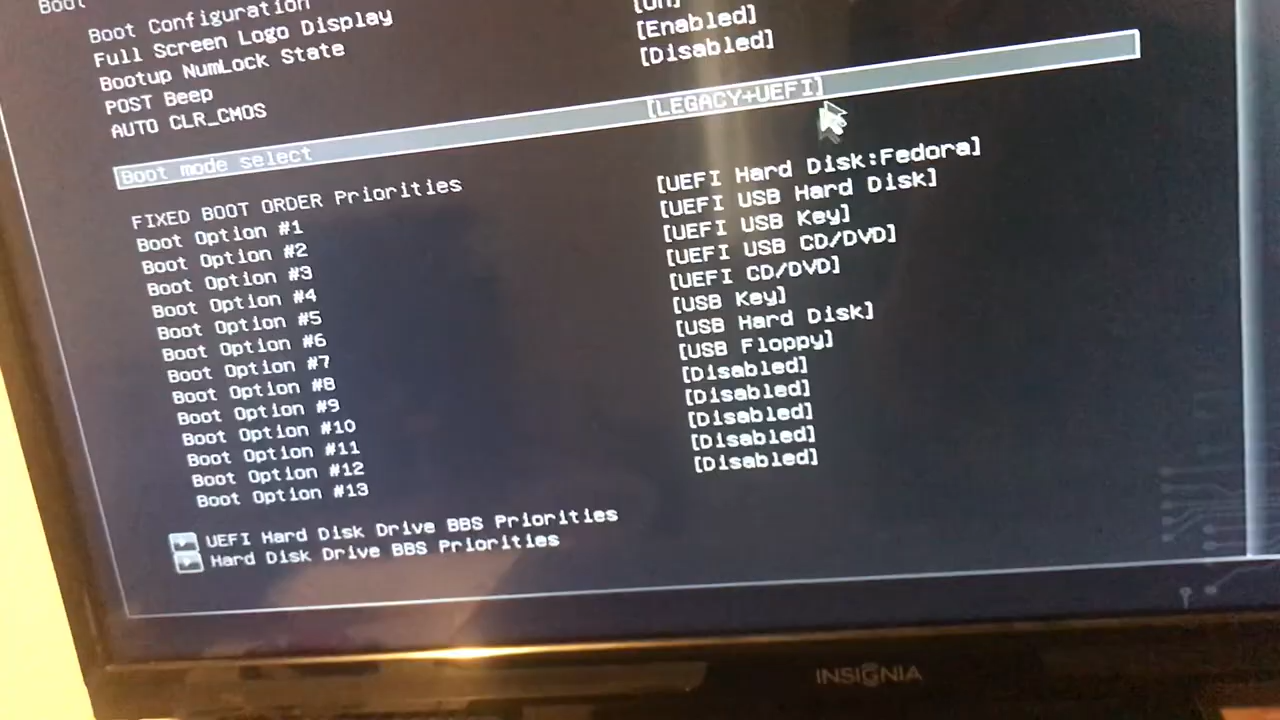 Boot
Boot Configuration
Full Screen Logo Display
Bootup NumLock State [On]
POST Beep [Enabled]
AUTO CLR_CMOS [Disabled]
Boot mode select [LEGACY+UEFI]
FIXED BOOT ORDER Priorities
Boot Option #1 [UEFI Hard Disk:Fedora]
Boot Option #2 [UEFI USB Hard Disk]
Boot Option #3 [UEFI USB Key]
Boot Option #4 [UEFI USB CD/DVD]
Boot Option #5 [UEFI CD/DVD]
Boot Option #6 [USB Key]
Boot Option #7 [USB Hard Disk]
Boot Option #8 [USB Floppy]
Boot Option #9 [Disabled]
Boot Option #10 [Disabled]
Boot Option #11 [Disabled]
Boot Option #12 [Disabled]
Boot Option #13 [Disabled]
UEFI Hard Disk Drive BBS Priorities
Hard Disk Drive BBS Priorities
INSIGNIA